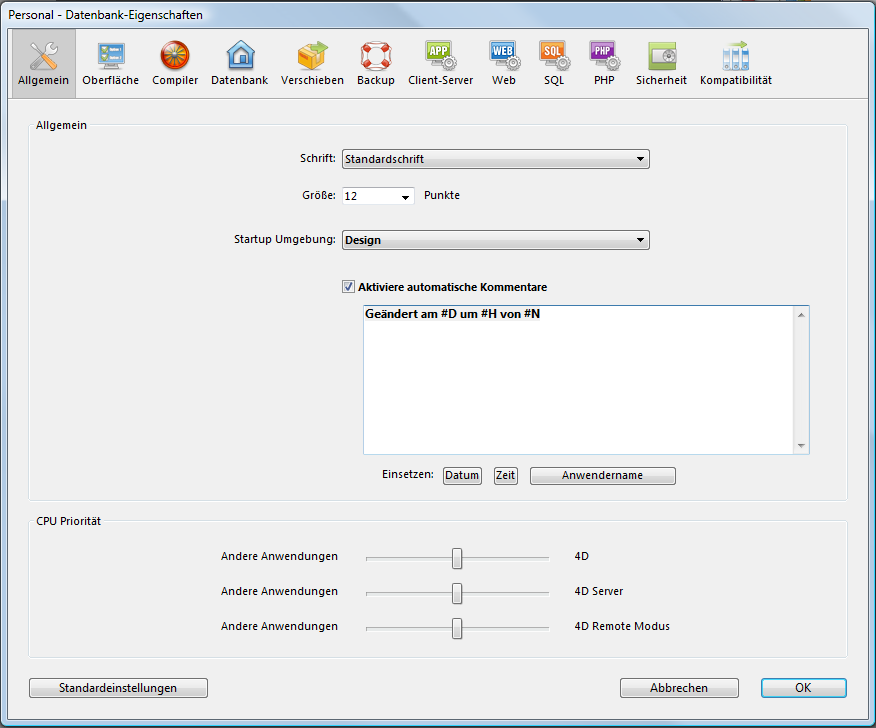 Personal - Datenbank-Eigenschaften
APP WEB SQL PHP
Allgemein Oberfläche Compiler Datenbank Verschieben Backup Client-Server Web SQL PHP Sicherheit Kompatibilität
Allgemein
Schrift: Standardschrift
Größe: 12 Punkte
Startup Umgebung: Design
Aktiviere automatische Kommentare
Geändert am #D um #H von #N
Einsetzen: Datum Zeit Anwendername
CPU Priorität
Andere Anwendungen 4D
Andere Anwendungen 4D Server
Andere Anwendungen 4D Remote Modus
Standardeinstellungen Abbrechen OK